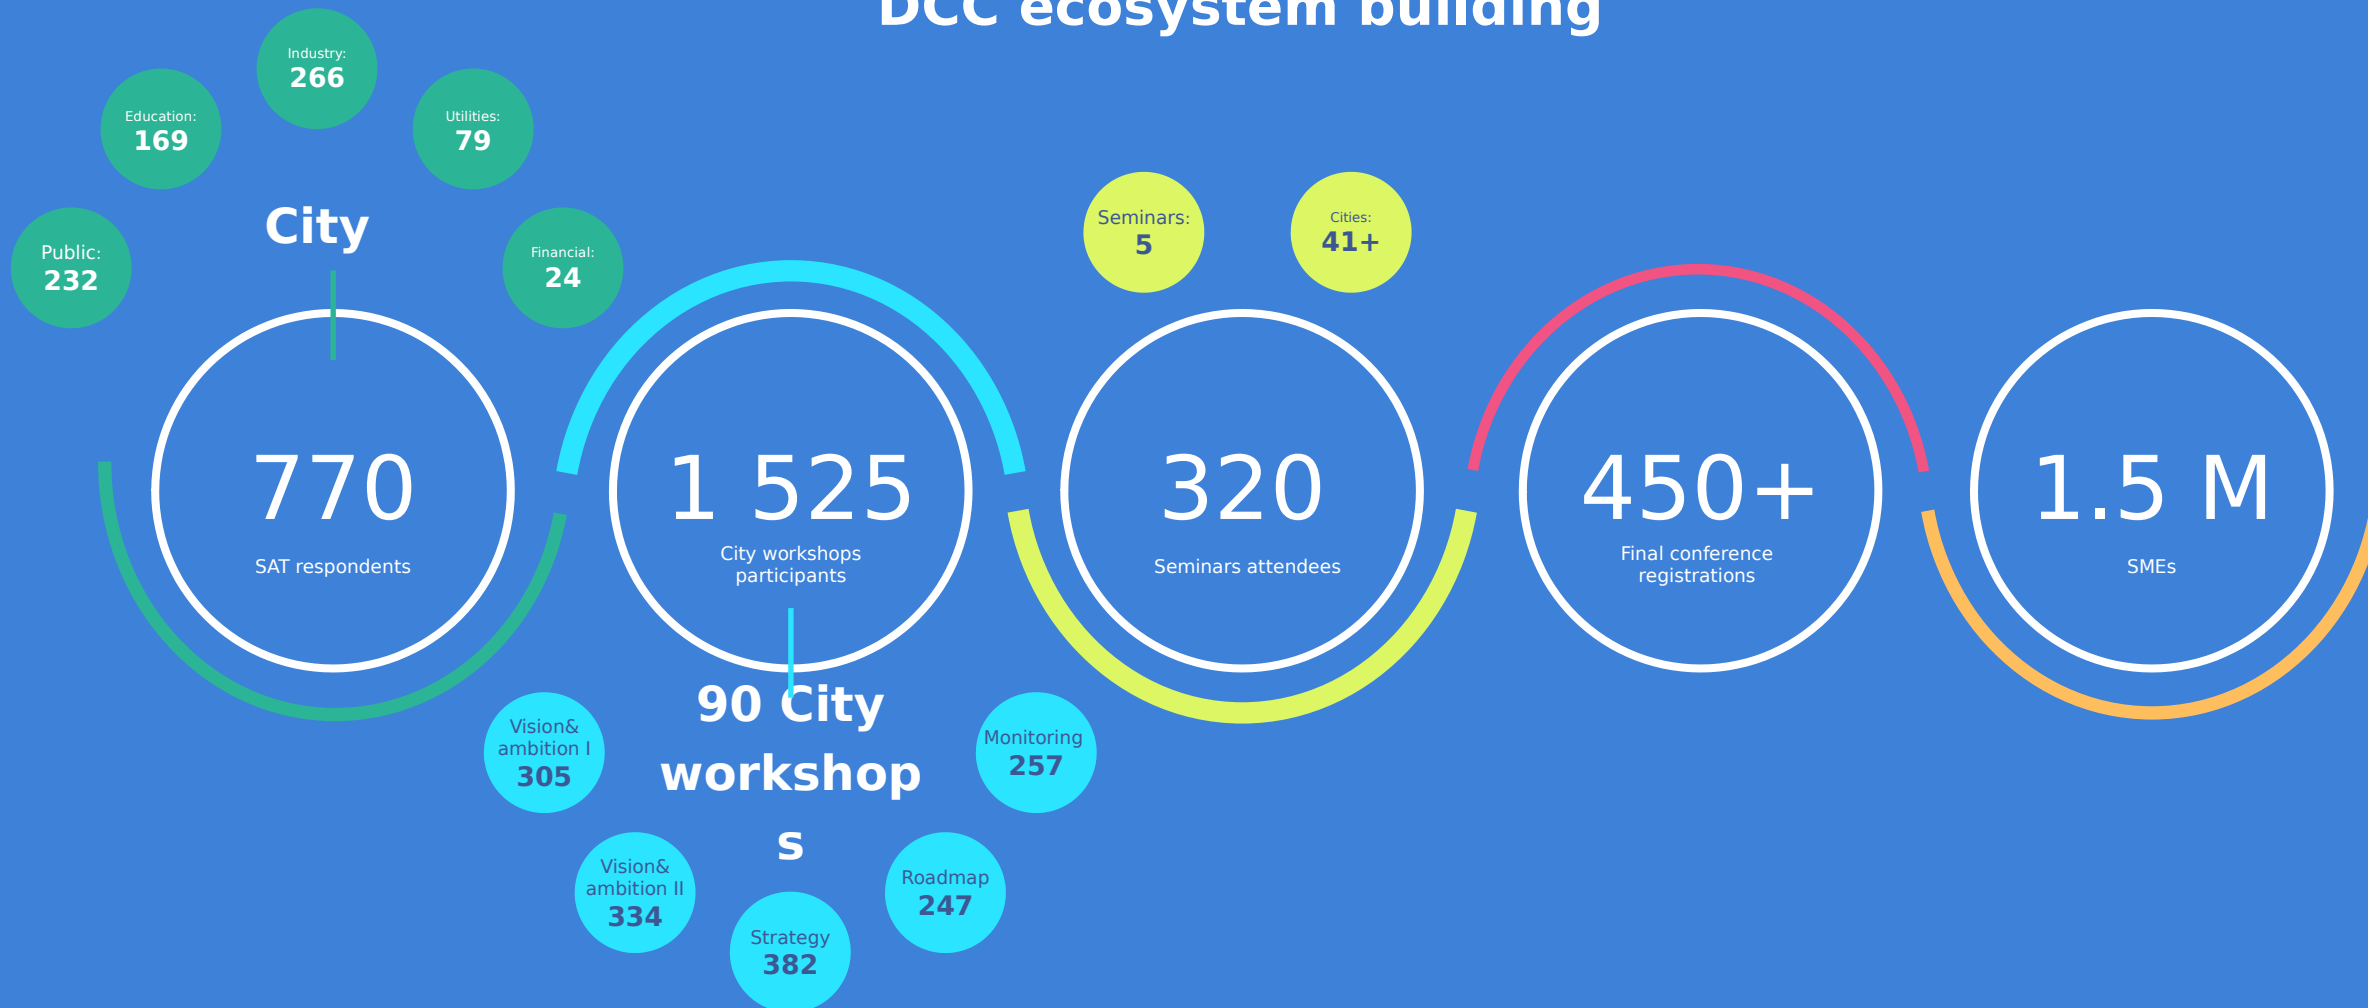 DCC ecosystem building
Industry:
266
Education:
169
Utilities:
79
City
Public:
232
Financial:
24
Seminars:
5
Cities:
41+
770
SAT respondents
1 525
City workshops
participants
320
Seminars attendees
450+
Final conference
registrations
1.5 M
SMEs
90 City
workshop
s
Vision&
ambition I
305
Vision&
ambition II
334
Strategy
382
Roadmap
247
Monitoring
257